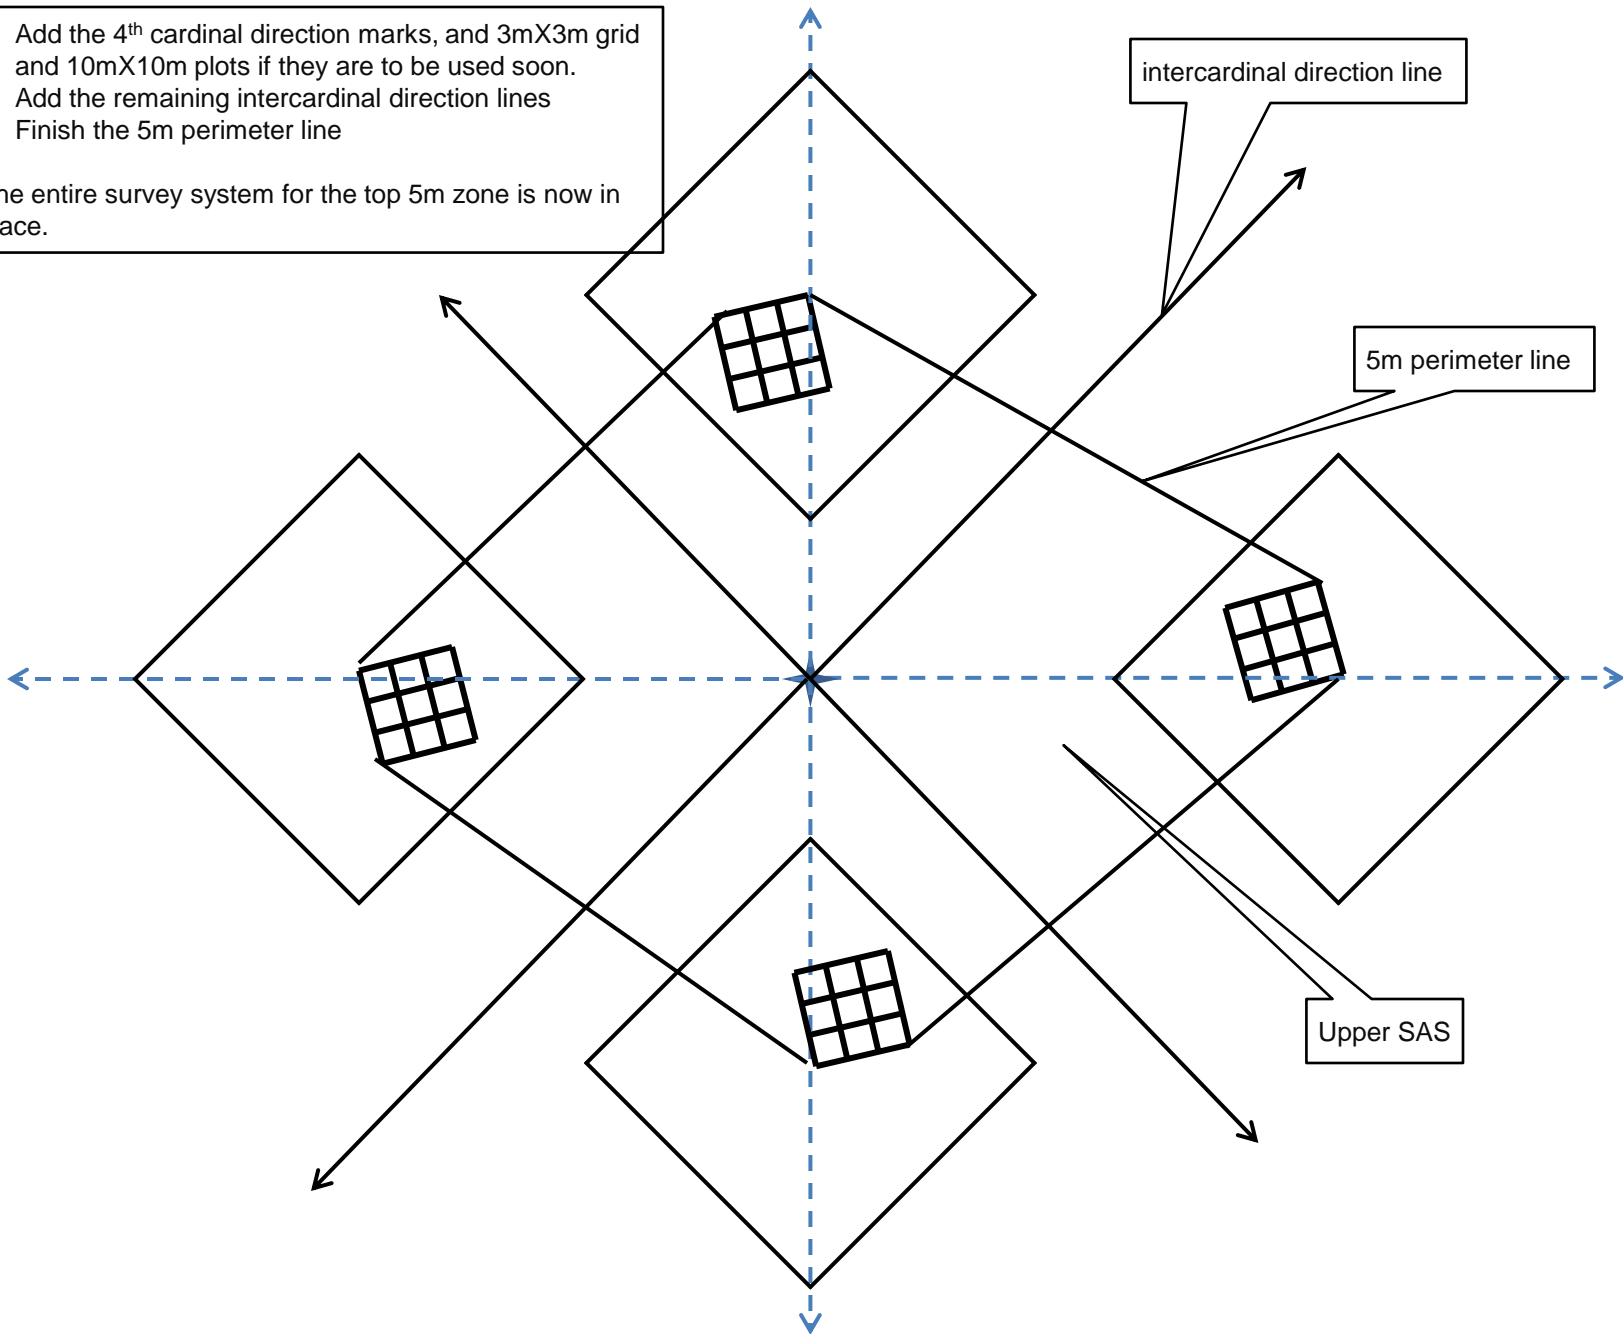 Add the 4th cardinal direction marks, and 3mX3m grid
and 10mX10m plots if they are to be used soon.
Add the remaining intercardinal direction lines
Finish the 5m perimeter line
entire survey system for the top 5m zone is now in
intercardinal direction line
5m perimeter line
Upper SAS